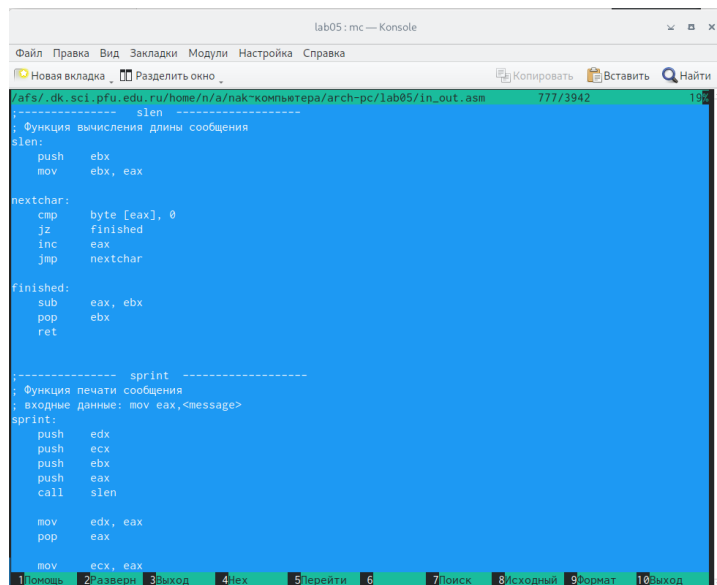 lab05 : mc — Konsole
Файл Правка Вид Закладки Модули Настройка Справка
Новая вкладка Разделить окно Копировать Вставить Найти
/afs/.dk.sci.pfu.edu.ru/home/n/a/nak~компьютера/arch-pc/lab05/in_out.asm 777/3942 19%
;--------------- slen -------------------
; Функция вычисления длины сообщения
slen:
push ebx
mov ebx, eax
nextchar:
cmp byte [eax], 0
jz finished
inc eax
jmp nextchar
finished:
sub eax, ebx
pop ebx
ret
;--------------- sprint -------------------
; Функция печати сообщения
; входные данные: mov eax,<message>
sprint:
push edx
push ecx
push ebx
push eax
call slen
mov edx, eax
pop eax
mov ecx, eax
1Помощь 2Разверн 3Выход 4Hex 5Перейти 6 7Поиск 8Исходный 9Формат 10Выход